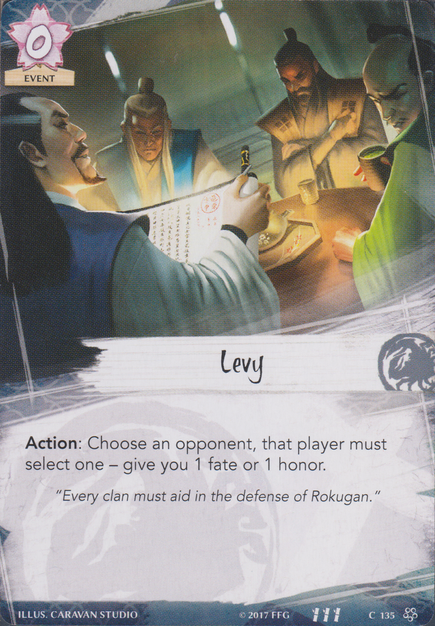 0
EVENT
Levy
Action: Choose an opponent, that player must
select one – give you 1 fate or 1 honor.
“Every clan must aid in the defense of Rokugan.”
ILLUS. CARAVAN STUDIO © 2017 FFG C 135